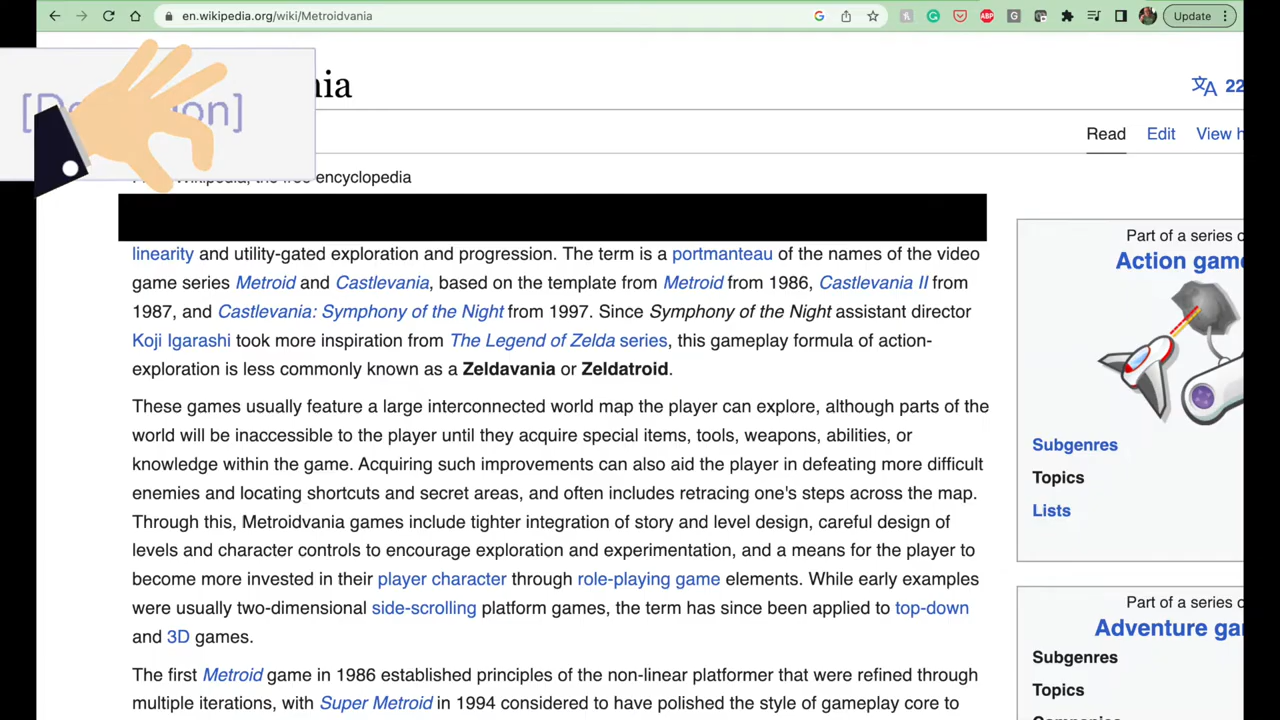 en.wikipedia.org/wiki/Metroidvania
Update
nia
22
Read Edit View h
encyclopedia
linearity and utility-gated exploration and progression. The term is a portmanteau of the names of the video
game series Metroid and Castlevania, based on the template from Metroid from 1986, Castlevania II from
1987, and Castlevania: Symphony of the Night from 1997. Since Symphony of the Night assistant director
Koji Igarashi took more inspiration from The Legend of Zelda series, this gameplay formula of action-
exploration is less commonly known as a Zeldavania or Zeldatroid.
These games usually feature a large interconnected world map the player can explore, although parts of the
world will be inaccessible to the player until they acquire special items, tools, weapons, abilities, or
knowledge within the game. Acquiring such improvements can also aid the player in defeating more difficult
enemies and locating shortcuts and secret areas, and often includes retracing one's steps across the map.
Through this, Metroidvania games include tighter integration of story and level design, careful design of
levels and character controls to encourage exploration and experimentation, and a means for the player to
become more invested in their player character through role-playing game elements. While early examples
were usually two-dimensional side-scrolling platform games, the term has since been applied to top-down
and 3D games.
The first Metroid game in 1986 established principles of the non-linear platformer that were refined through
multiple iterations, with Super Metroid in 1994 considered to have polished the style of gameplay core to
Part of a series o
Action game
Subgenres
Topics
Lists
Part of a series o
Adventure ga
Subgenres
Topics